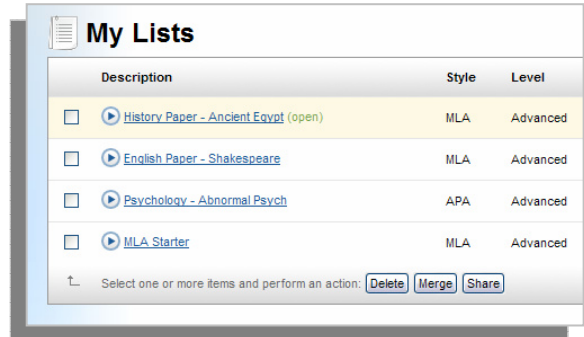 My Lists
Description Style Level
History Paper - Ancient Egypt (open) MLA Advanced
English Paper - Shakespeare MLA Advanced
Psychology - Abnormal Psych APA Advanced
MLA Starter MLA Advanced
Select one or more items and perform an action: Delete Merge Share